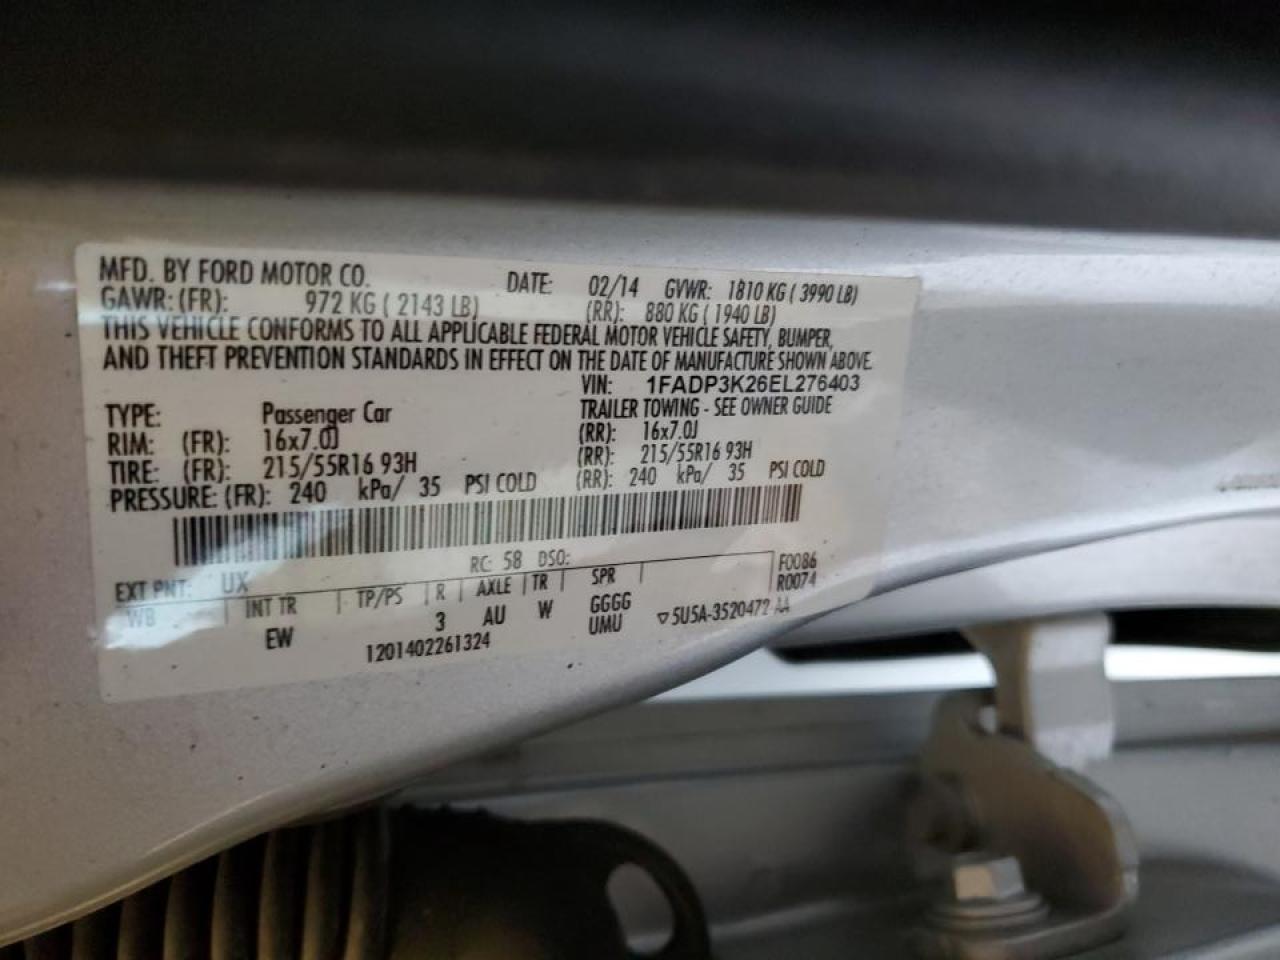 MFD. BY FORD MOTOR CO. DATE: 02/14 GVWR: 1810 KG ( 3990 LB)
GAWR: (FR): 972 KG ( 2143 LB) (RR): 880 KG ( 1940 LB)
THIS VEHICLE CONFORMS TO ALL APPLICABLE FEDERAL MOTOR VEHICLE SAFETY, BUMPER,
AND THEFT PREVENTION STANDARDS IN EFFECT ON THE DATE OF MANUFACTURE SHOWN ABOVE.
VIN: 1FADP3K26EL276403
TYPE: Passenger Car TRAILER TOWING - SEE OWNER GUIDE
RIM: (FR): 16x7.0J (RR): 16x7.0J
TIRE: (FR): 215/55R16 93H (RR): 215/55R16 93H
PRESSURE: (FR): 240 kPa/ 35 PSI COLD (RR): 240 kPa/ 35 PSI COLD
EXT PNT: UX RC: 58 DSO: F0086
WB INT TR TP/PS R AXLE TR SPR R0074
EW 3 AU W GGGG ▽ 5U5A-3520472 AA
UMU
1201402261324